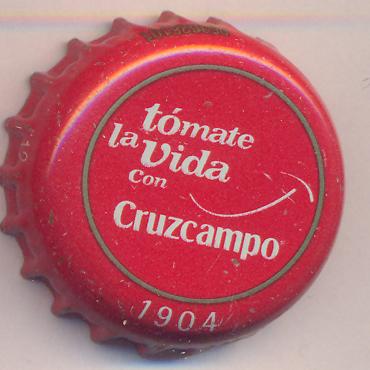 tómate
la vida
con
Cruzcampo
1904